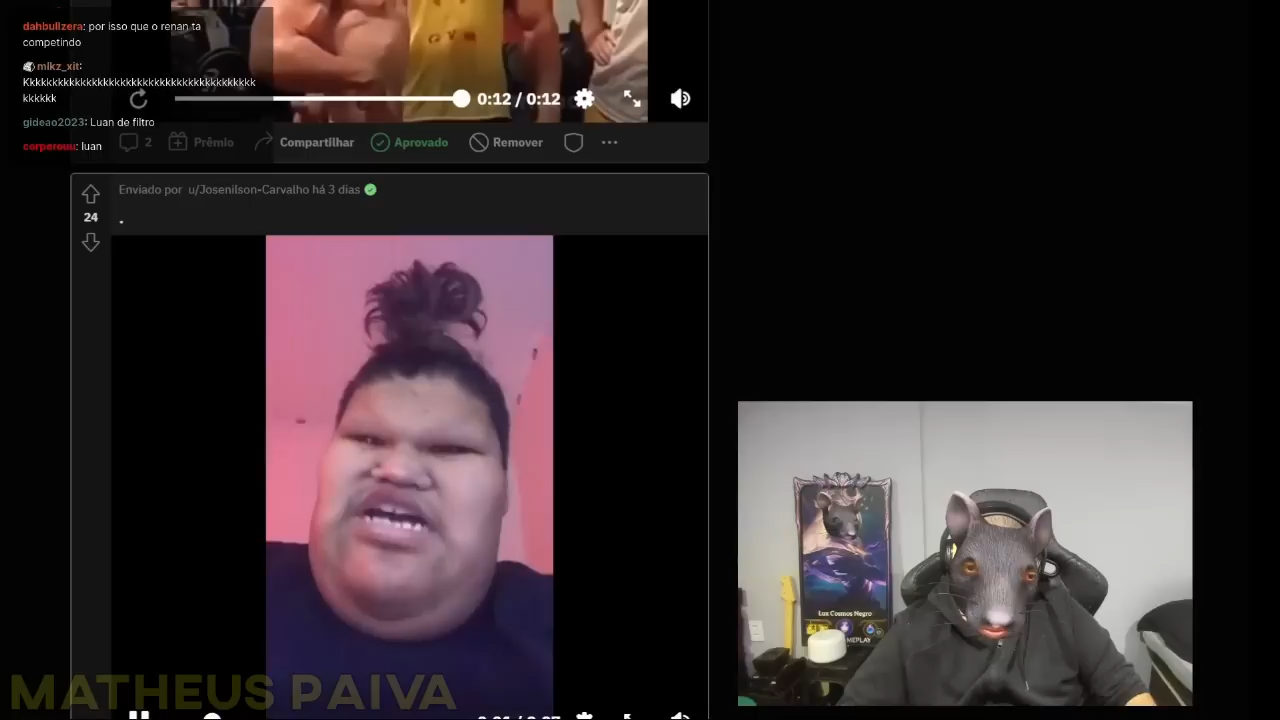 dahbullzera: por isso que o renan ta
competindo
mikz_xit:
Kkkkkkkkkkkkkkkkkkkkkkkkkkkkkkkkkkkkkkk
kkkkkk
gideao2023: Luan de filtro
corperouu: luan
0:12 / 0:12
2 Prêmio Compartilhar Aprovado Remover
Enviado por u/Josenilson-Carvalho há 3 dias
24
.
Lux Cosmos Negro
MATHEUS PAIVA